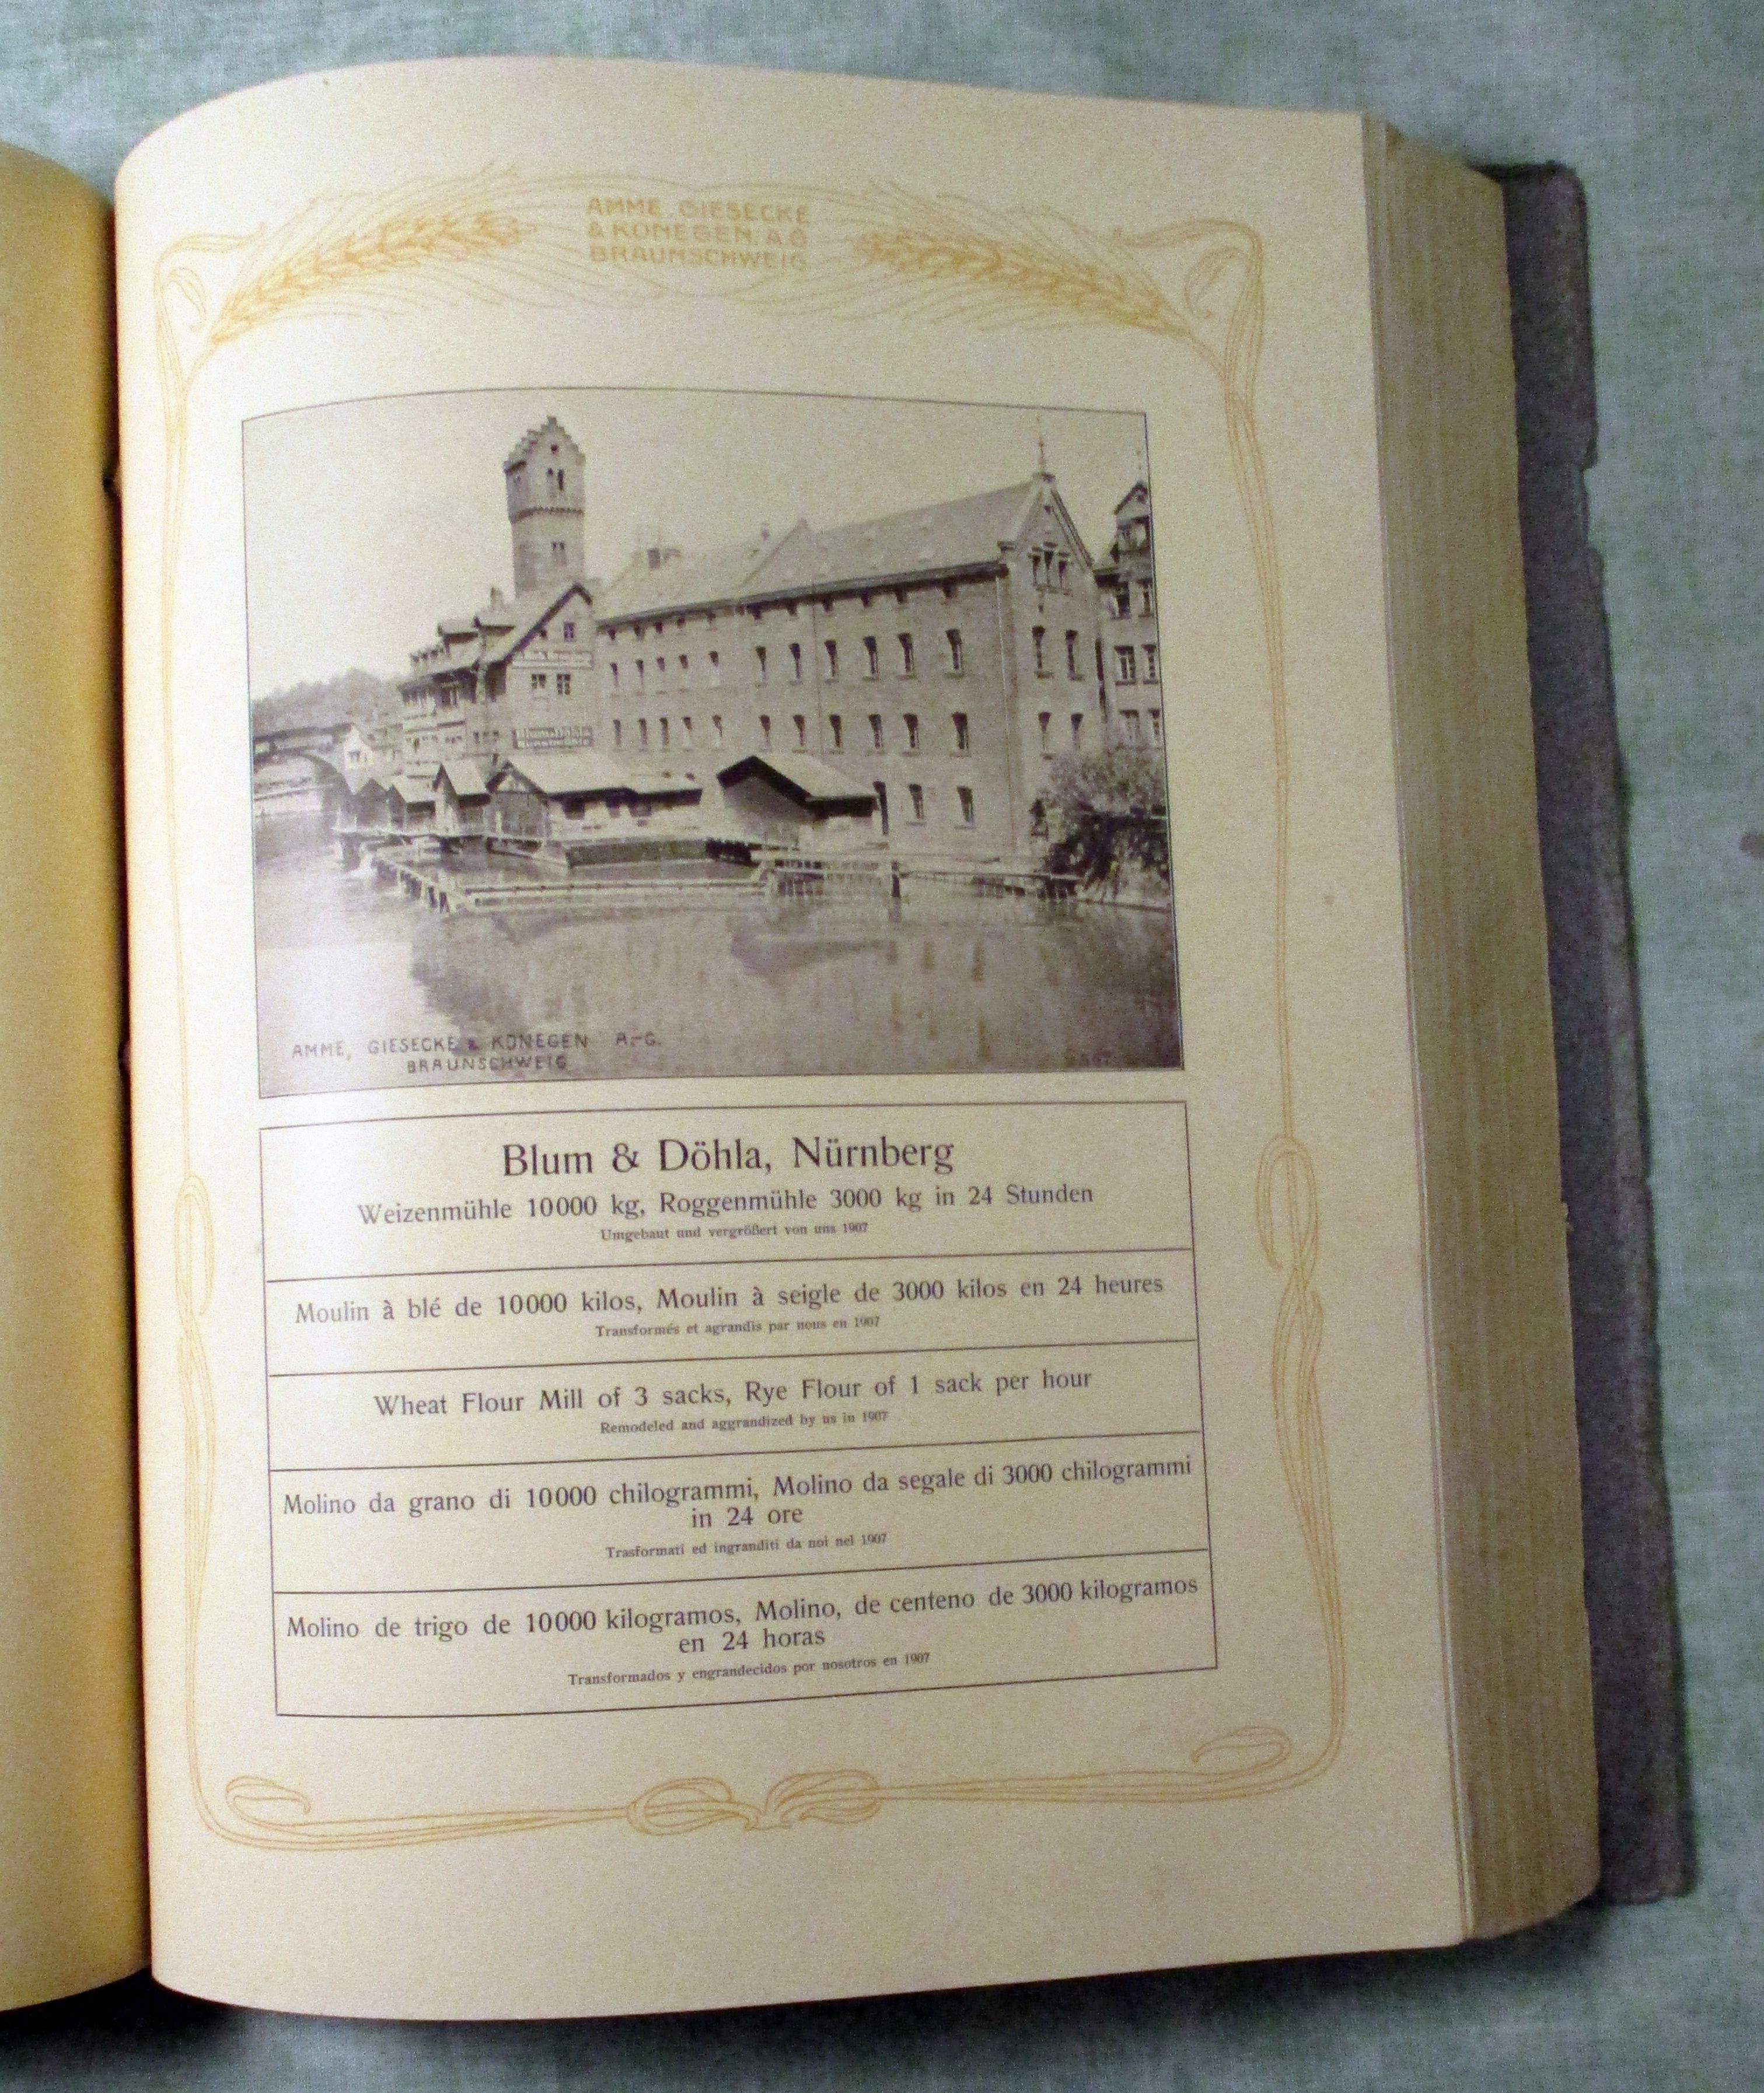 AMME, GIESECKE
& KONEGEN, A.G
BRAUNSCHWEIG
Blum & Döhla
Kunstmühle
AMME, GIESECKE & KONEGEN A.-G.
BRAUNSCHWEIG
Blum & Döhla, Nürnberg
Weizenmühle 10000 kg, Roggenmühle 3000 kg in 24 Stunden
Umgebaut und vergrößert von uns 1907
Moulin à blé de 10000 kilos, Moulin à seigle de 3000 kilos en 24 heures
Transformés et agrandis par nous en 1907
Wheat Flour Mill of 3 sacks, Rye Flour of 1 sack per hour
Remodeled and aggrandized by us in 1907
Molino da grano di 10000 chilogrammi, Molino da segale di 3000 chilogrammi
in 24 ore
Trasformati ed ingranditi da noi nel 1907
Molino de trigo de 10000 kilogramos, Molino, de centeno de 3000 kilogramos
en 24 horas
Transformados y engrandecidos por nosotros en 1907